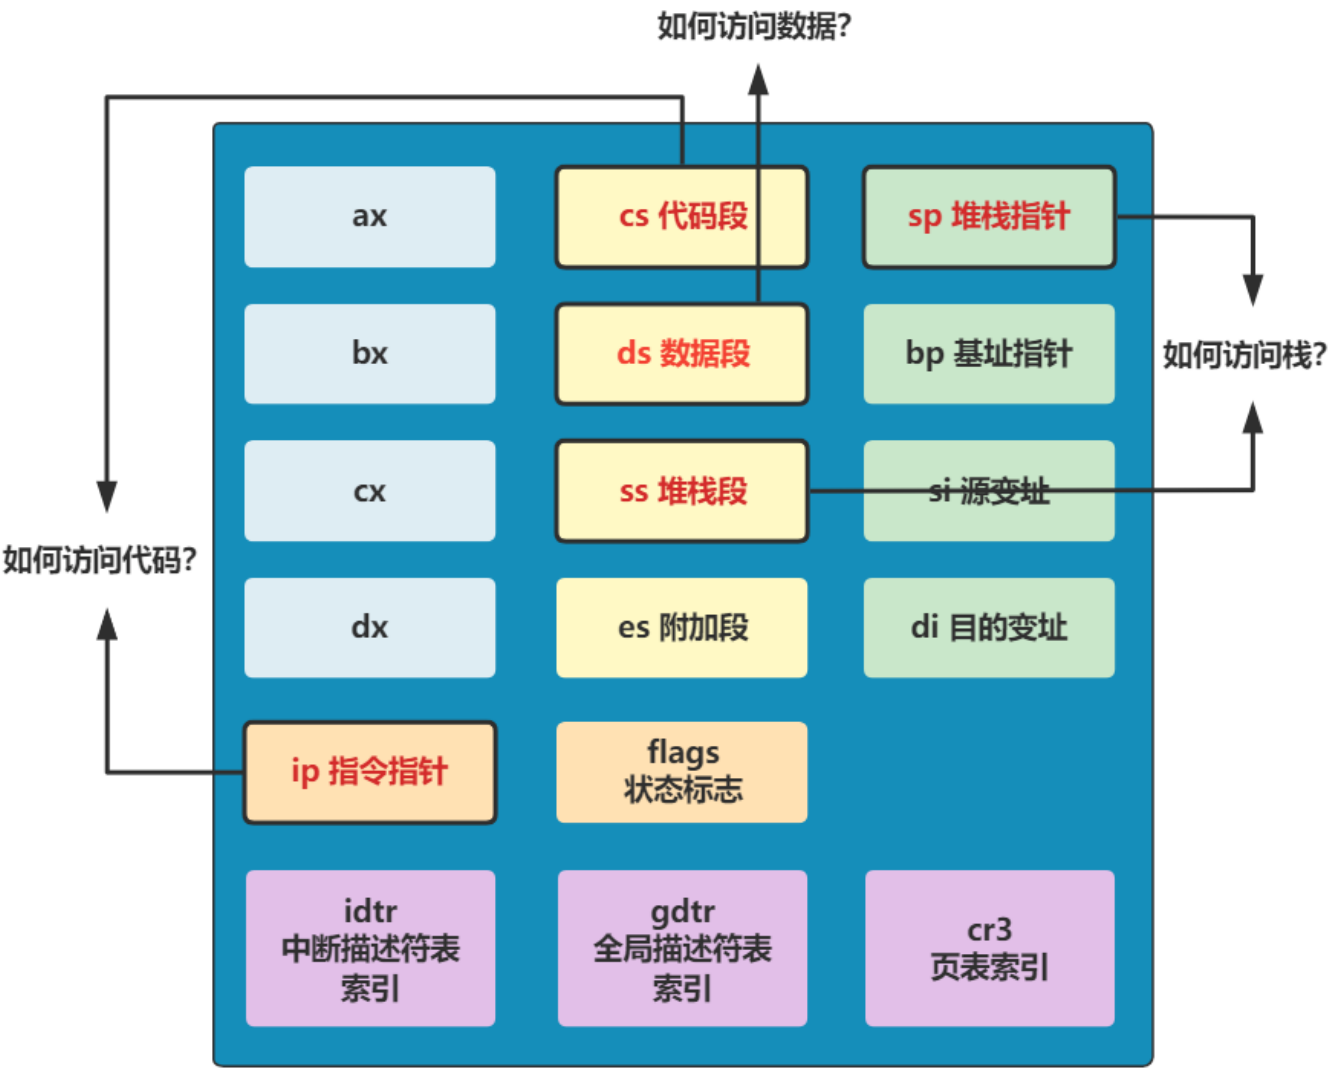 如何访问数据?
ax
cs 代码段
sp 堆栈指针
bx
ds 数据段
bp 基址指针
如何访问栈?
cx
ss 堆栈段
si 源变址
如何访问代码?
dx
es 附加段
di 目的变址
ip 指令指针
flags
状态标志
idtr
中断描述符表
索引
gdtr
全局描述符表
索引
cr3
页表索引